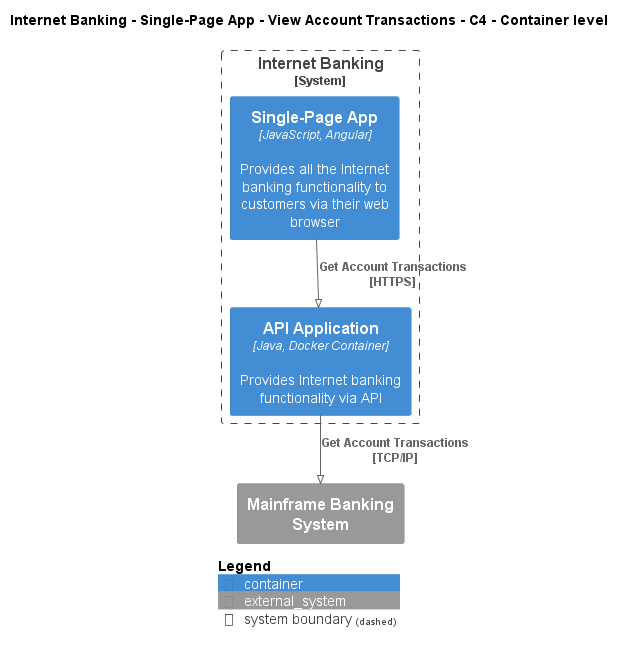 Internet Banking - Single-Page App - View Account Transactions - C4 - Container level
Internet Banking
[System]
Single-Page App
[JavaScript, Angular]
Provides all the Internet
banking functionality to
customers via their web
browser
Get Account Transactions
[HTTPS]
API Application
[Java, Docker Container]
Provides Internet banking
functionality via API
Get Account Transactions
[TCP/IP]
Mainframe Banking
System
Legend
container
external_system
system boundary (dashed)